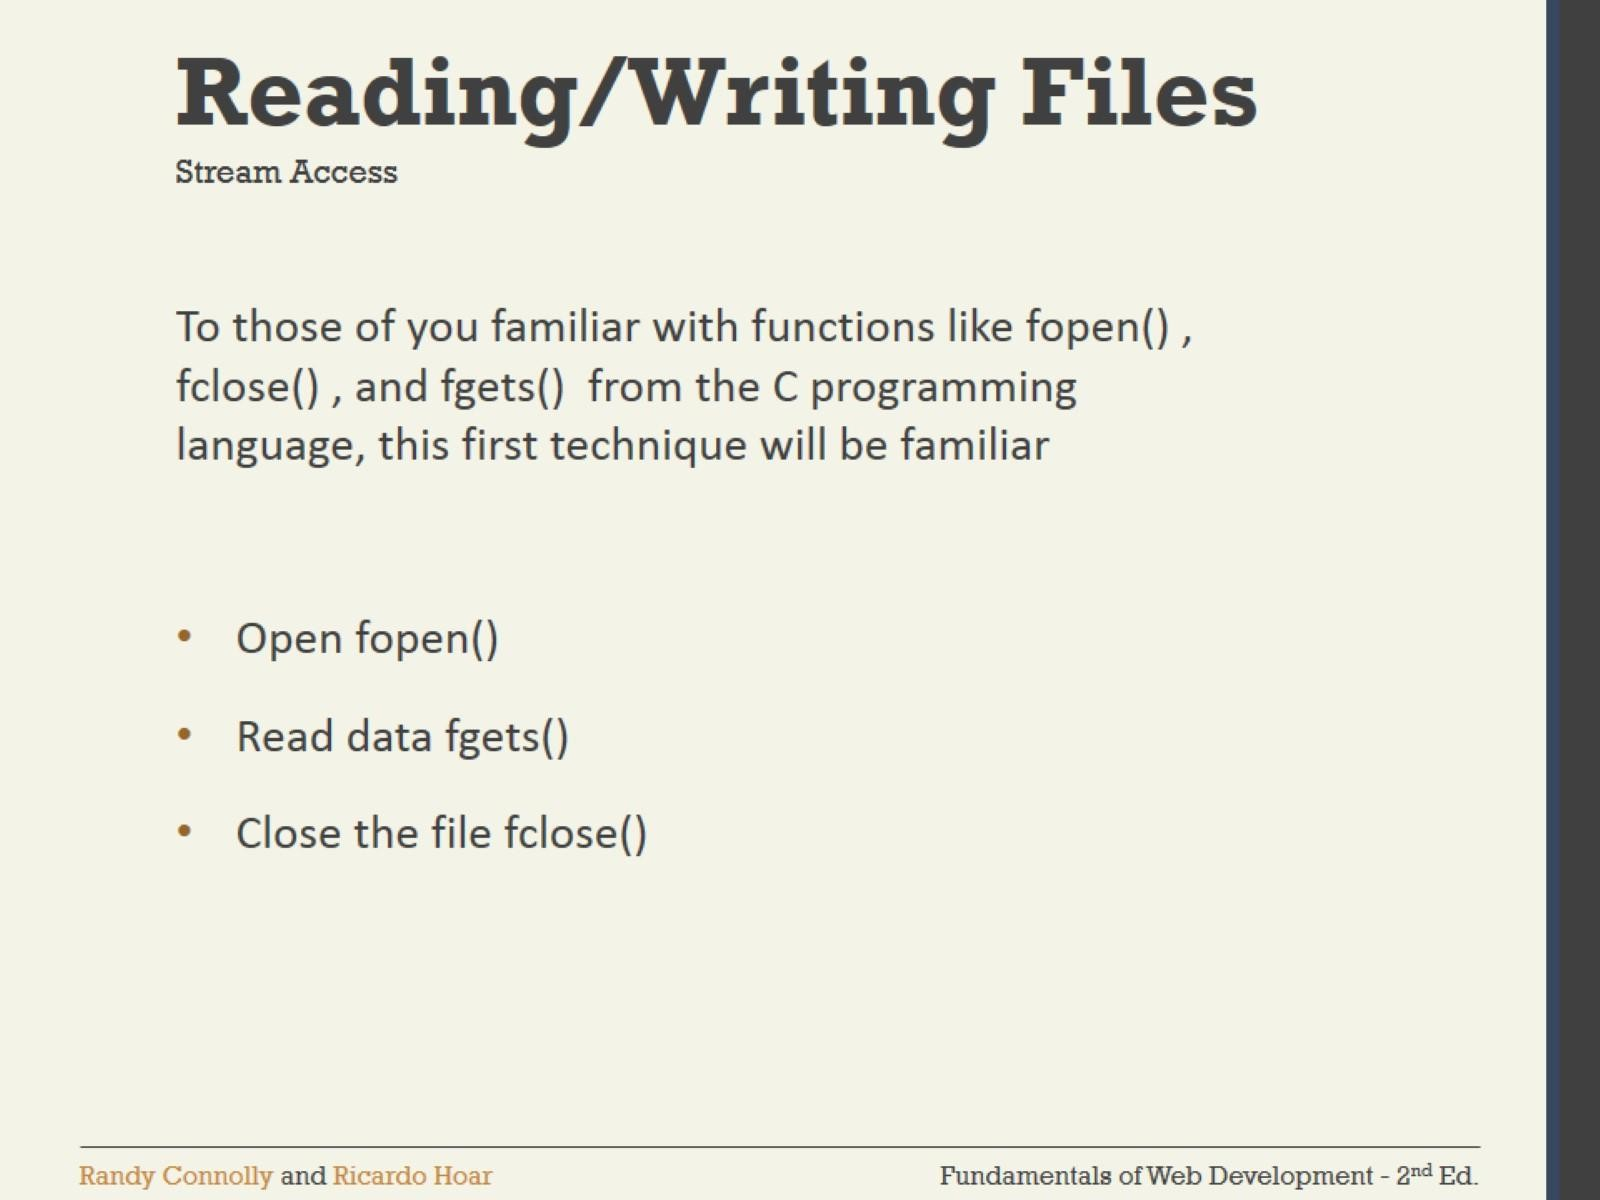 Reading/Writing Files
Stream Access
To those of you familiar with functions like fopen() ,
fclose() , and fgets()  from the C programming
language, this first technique will be familiar
• Open fopen()
• Read data fgets()
• Close the file fclose()
Randy Connolly and Ricardo Hoar
Fundamentals of Web Development - 2nd Ed.